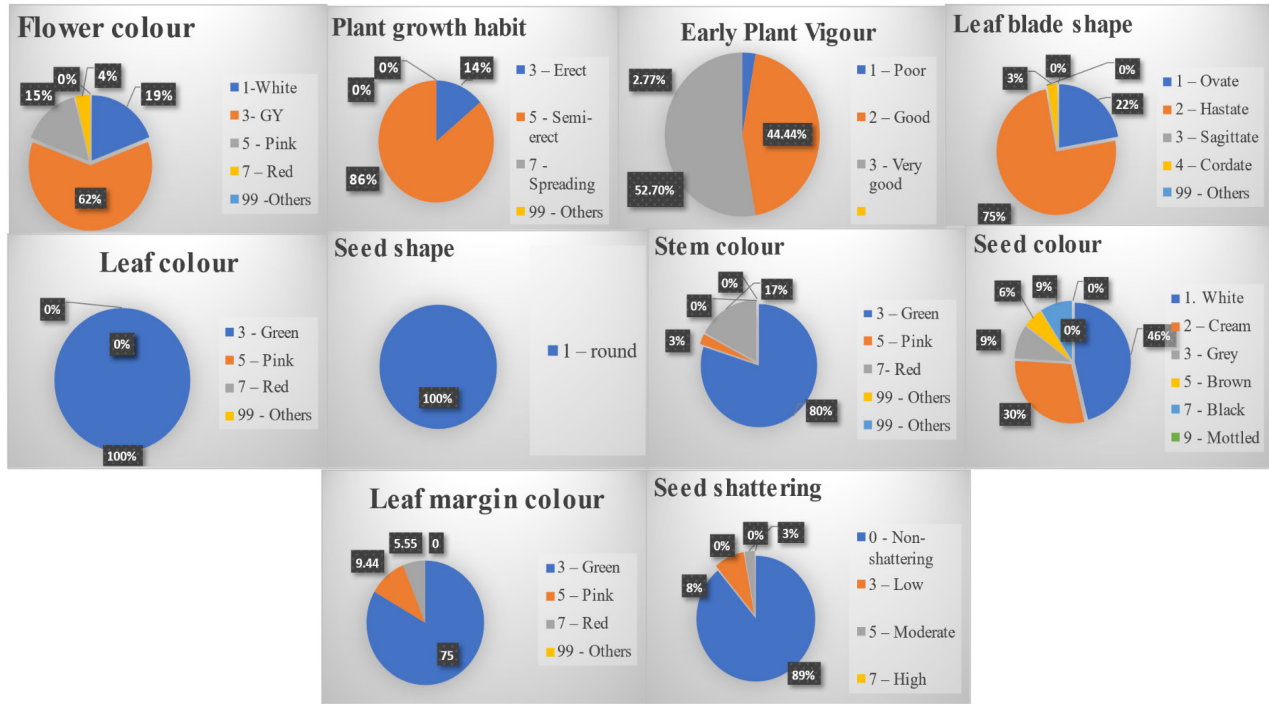 Flower colour
0%
4%
15%
19%
62%
1-White
3- GY
5 - Pink
7 – Red
99 -Others
Plant growth habit
0%
14%
0%
86%
3 – Erect
5 - Semi-
erect
7 -
Spreading
99 - Others
Early Plant Vigour
2.77%
44.44%
52.70%
1 – Poor
2 – Good
3 - Very
good
Leaf blade shape
0%
3%
0%
22%
75%
1 – Ovate
2 – Hastate
3 – Sagittate
4 – Cordate
99 – Others
Leaf colour
0%
0%
100%
3 - Green
5 – Pink
7 – Red
99 – Others
Seed shape
100%
1 – round
Stem colour
0%
17%
0%
3%
80%
3 – Green
5 – Pink
7- Red
99 – Others
99 – Others
Seed colour
9%
0%
6%
0%
46%
9%
30%
1. White
2 – Cream
3 - Grey
5 - Brown
7 - Black
9 - Mottled
Leaf margin colour
5.55
0
9.44
75
3 – Green
5 – Pink
7 – Red
99 - Others
Seed shattering
0%
3%
0%
8%
89%
0 - Non-
shattering
3 – Low
5 – Moderate
7 – High